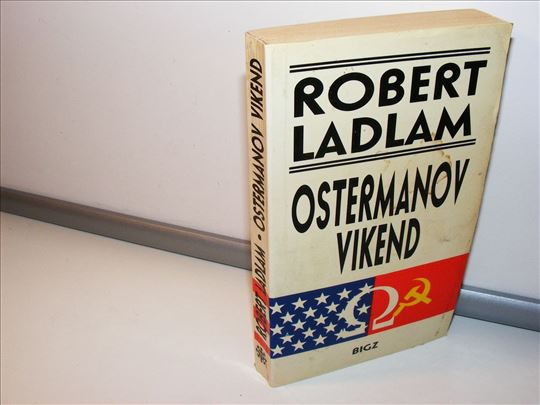 ROBERT
LADLAM
OSTERMANOV
VIKEND
Ω
BIGZ
ROBERT LADLAM • OSTERMANOV VIKEND